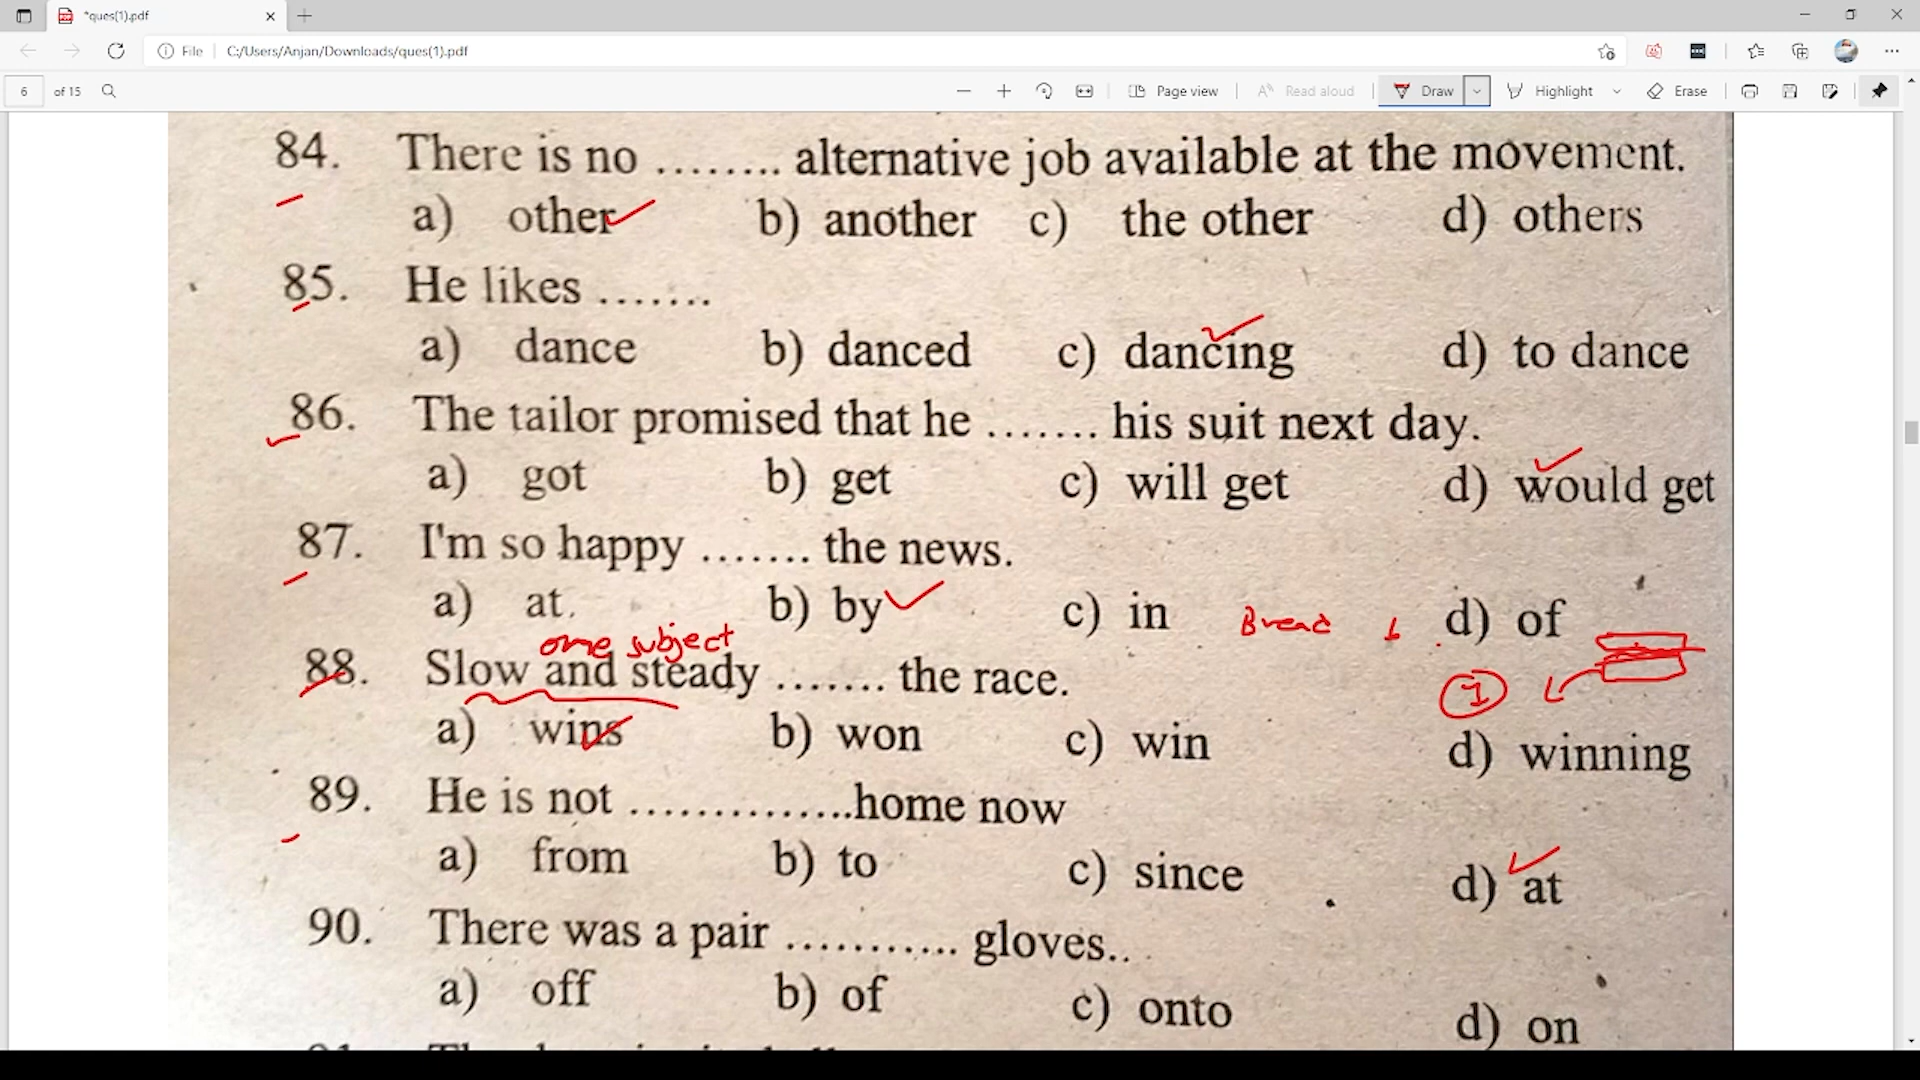 *ques(1).pdf
File C:/Users/Anjan/Downloads/ques(1).pdf
6 of 15 Page view Read aloud Draw Highlight Erase
84. There is no ........ alternative job available at the movement.
a) other b) another c) the other d) others
85. He likes .......
a) dance b) danced c) dancing d) to dance
86. The tailor promised that he ....... his suit next day.
a) got b) get c) will get d) would get
87. I'm so happy ....... the news.
a) at. b) by c) in Bread d) of
one subject
88. Slow and steady ....... the race.
1
a) wins b) won c) win d) winning
89. He is not ..............home now
a) from b) to c) since d) at
90. There was a pair ........... gloves..
a) off b) of c) onto d) on